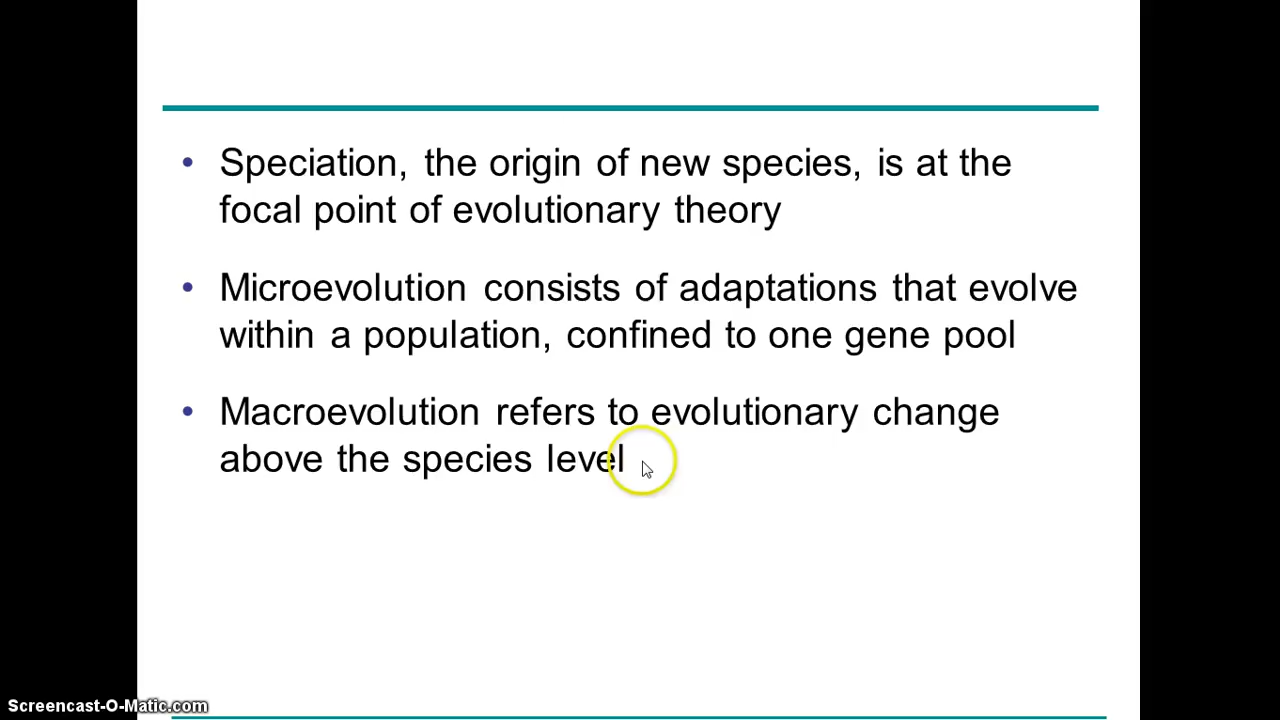 • Speciation, the origin of new species, is at the
focal point of evolutionary theory
• Microevolution consists of adaptations that evolve
within a population, confined to one gene pool
• Macroevolution refers to evolutionary change
above the species level
Screencast-O-Matic.com